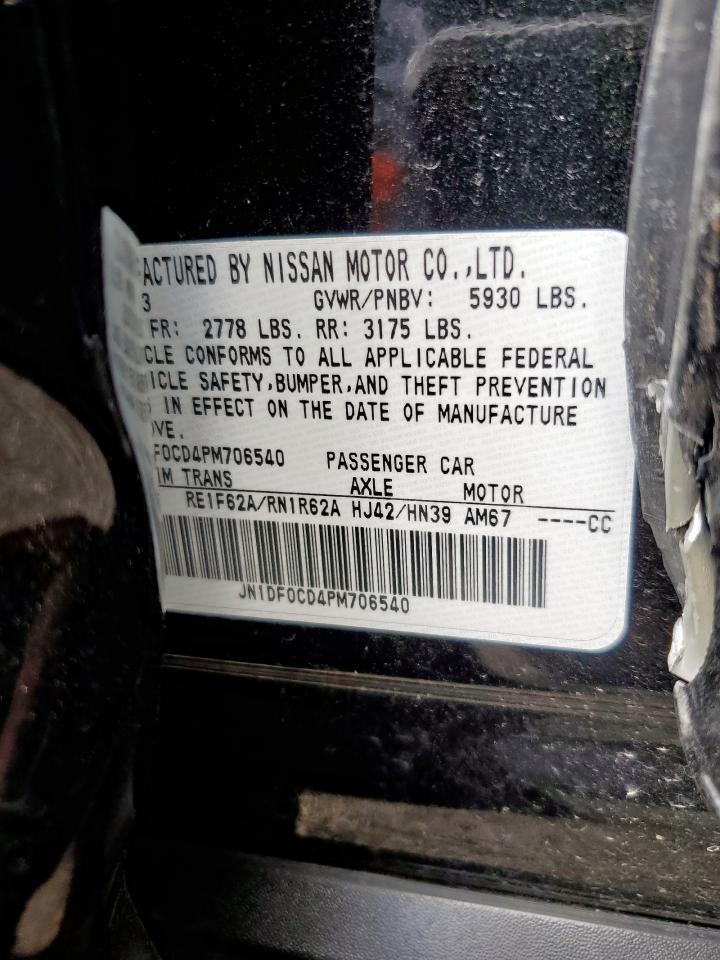 ACTURED BY NISSAN MOTOR CO.,LTD.
3 GVWR/PNBV: 5930 LBS.
FR: 2778 LBS. RR: 3175 LBS.
CLE CONFORMS TO ALL APPLICABLE FEDERAL
ICLE SAFETY,BUMPER,AND THEFT PREVENTION
IN EFFECT ON THE DATE OF MANUFACTURE
OVE.
F0CD4PM706540 PASSENGER CAR
IM TRANS AXLE MOTOR
RE1F62A/RN1R62A HJ42/HN39 AM67 ----CC
JN1DF0CD4PM706540